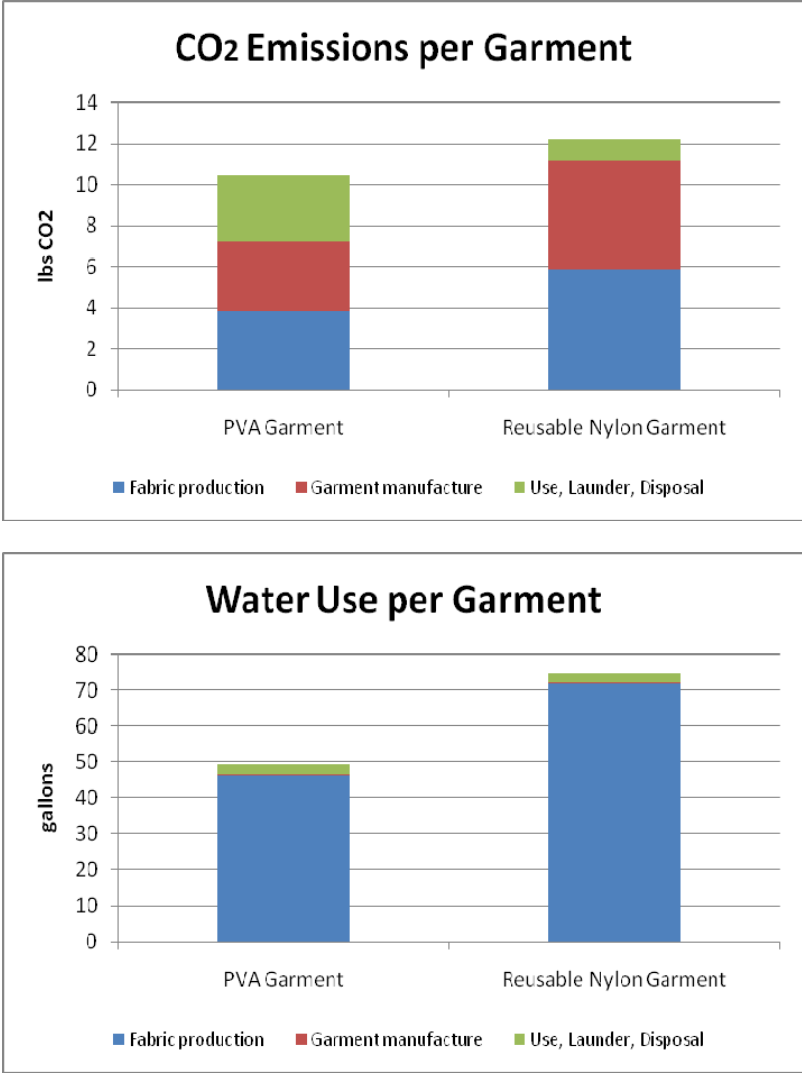 CO2 Emissions per Garment
14
12
10
8
6
4
2
0
lbs CO2
PVA Garment
Reusable Nylon Garment
Fabric production
Garment manufacture
Use, Launder, Disposal
Water Use per Garment
80
70
60
50
40
30
20
10
0
gallons
PVA Garment
Reusable Nylon Garment
Fabric production
Garment manufacture
Use, Launder, Disposal